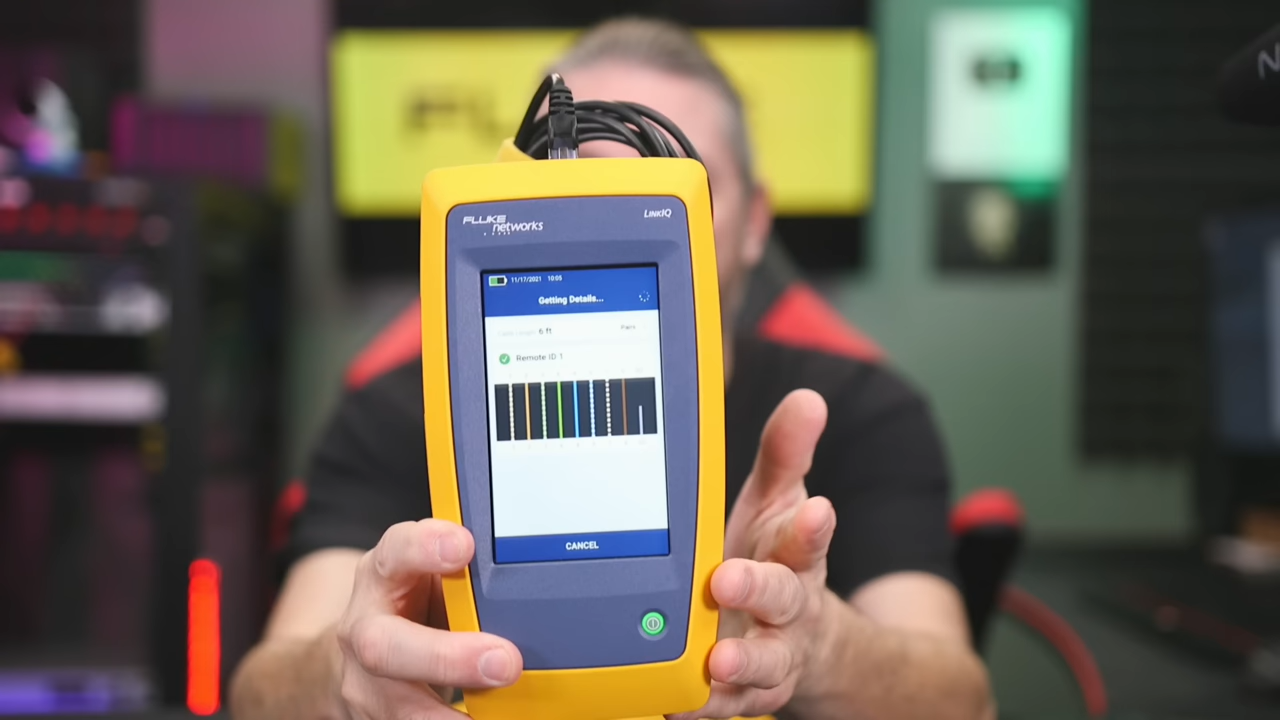 FLUKE
networks
LINKIQ
11/17/2021 10:05
Getting Details...
6 ft
Pairs
Remote ID 1
CANCEL